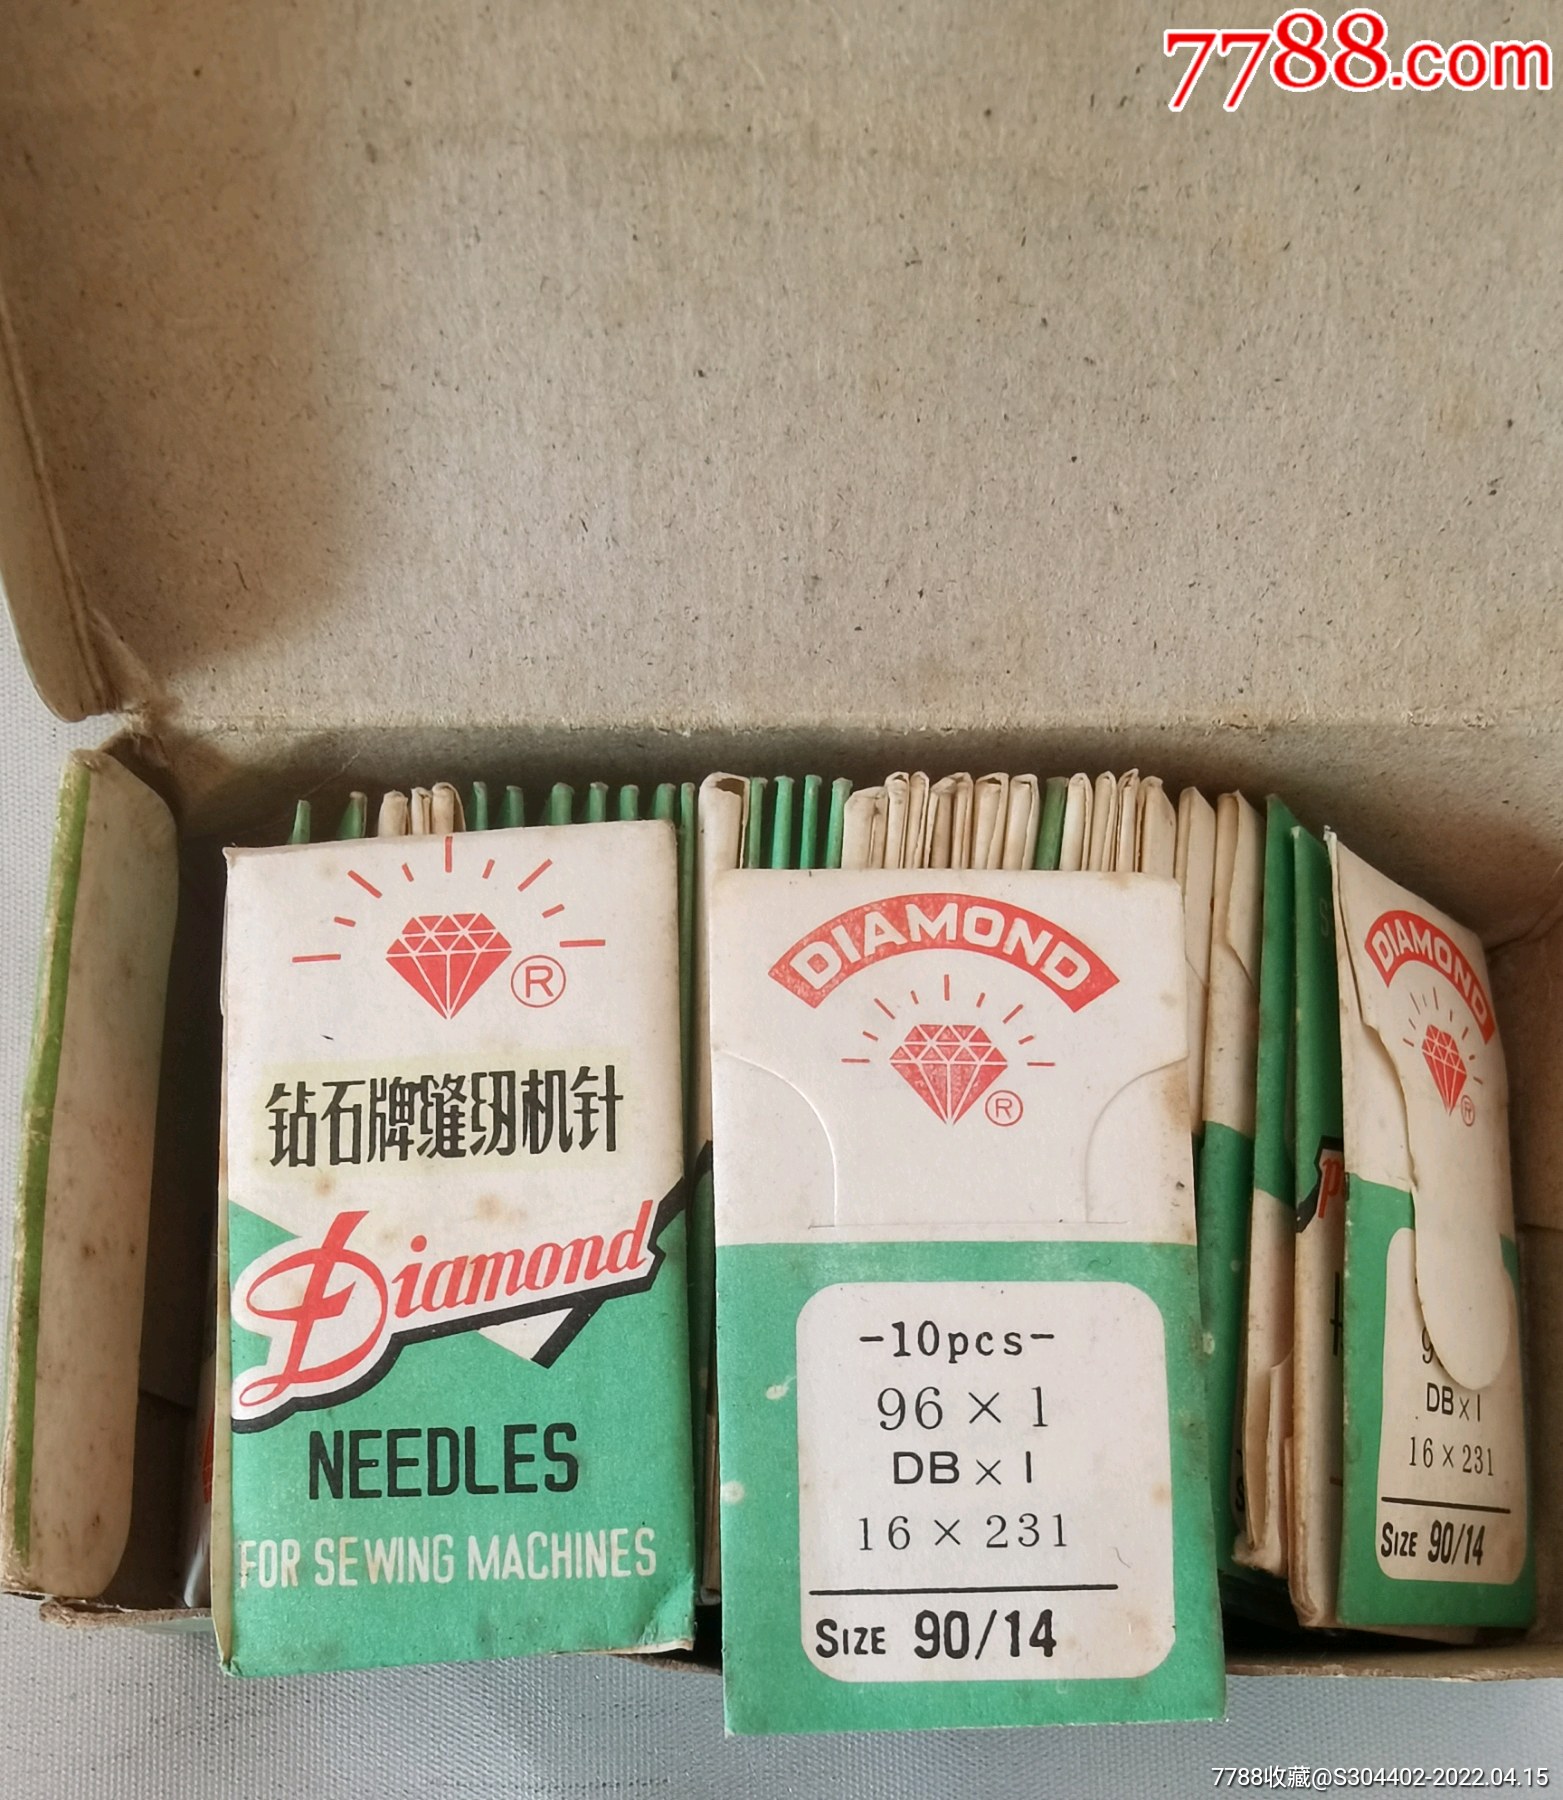 7788.com
®
钻石牌缝纫机针
Diamond
NEEDLES
FOR SEWING MACHINES
DIAMOND
®
-10pcs-
96 × 1
DB × 1
16 × 231
SIZE 90/14
DIAMOND
®
DB × 1
16 × 231
SIZE 90/14
7788收藏@S304402-2022.04.15